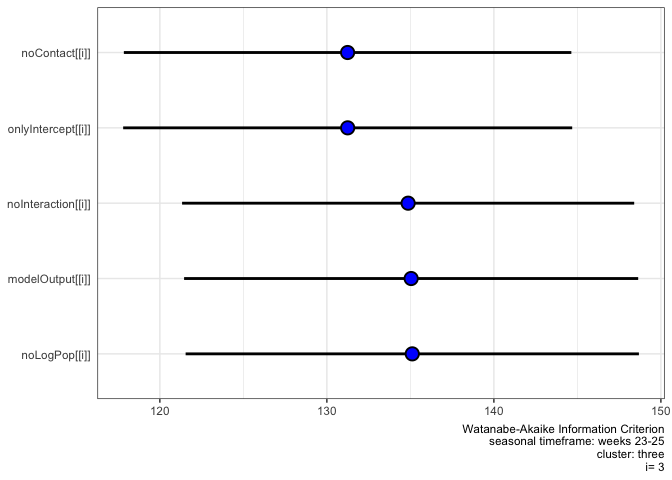 noContact[[i]]
onlyIntercept[[i]]
noInteraction[[i]]
modelOutput[[i]]
noLogPop[[i]]
120 130 140 150
Watanabe-Akaike Information Criterion
seasonal timeframe: weeks 23-25
cluster: three
i= 3